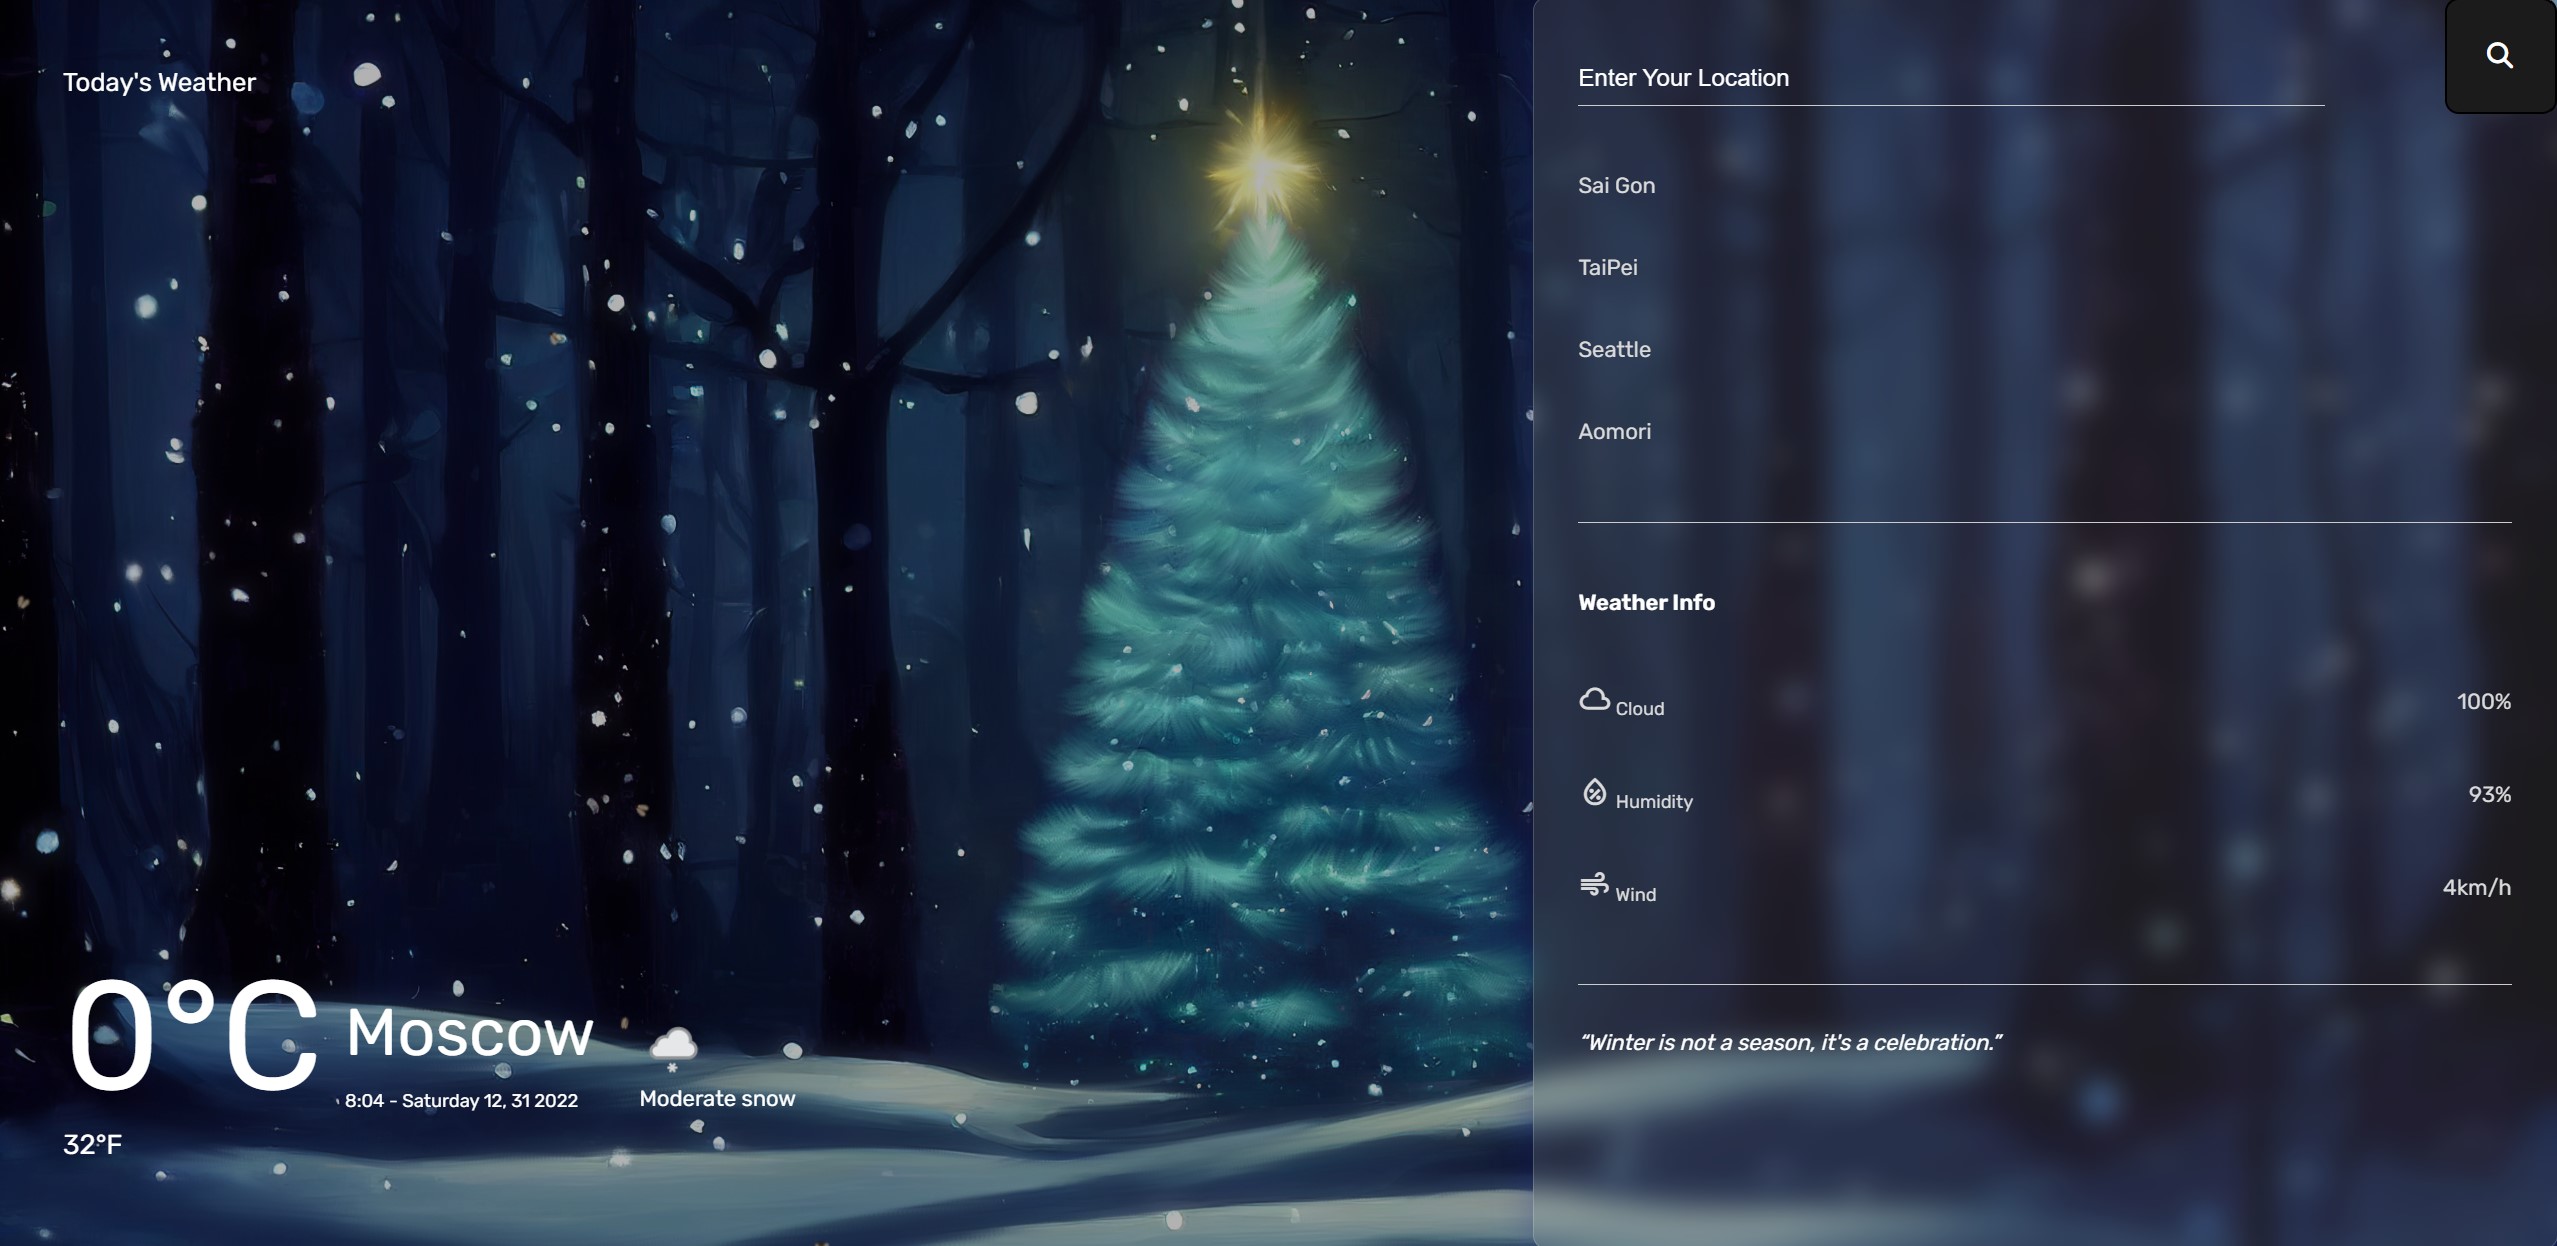 Today's Weather
0°C
Moscow
8:04 - Saturday 12, 31 2022
Moderate snow
32°F
Enter Your Location
Sai Gon
TaiPei
Seattle
Aomori
Weather Info
Cloud 100%
Humidity 93%
Wind 4km/h
“Winter is not a season, it's a celebration.”